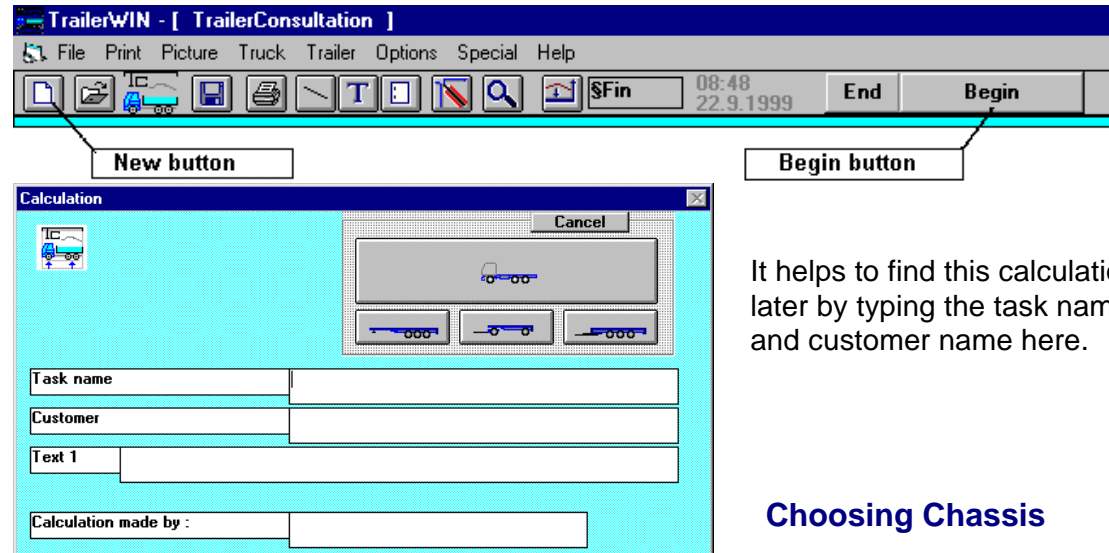 TrailerWIN - [ TrailerConsultation ]
File Print Picture Truck Trailer Options Special Help
T §Fin 08:48 End Begin
22.9.1999
New button Begin button
Calculation
Tc Cancel
It helps to find this calculati
later by typing the task nam
and customer name here.
Task name
Customer
Text 1
Choosing Chassis
Calculation made by :